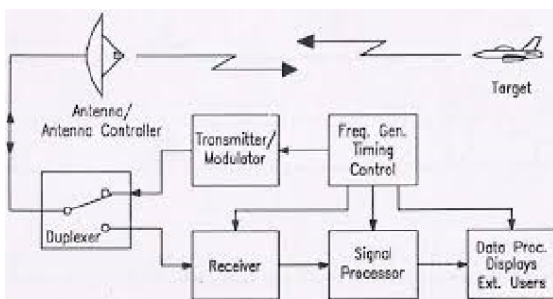 Target
Antenna/
Antenna Controller
Transmitter/
Modulator
Freq. Gen.
Timing
Control
Duplexer
Receiver
Signal
Processor
Data Proc.
Displays
Ext. Users